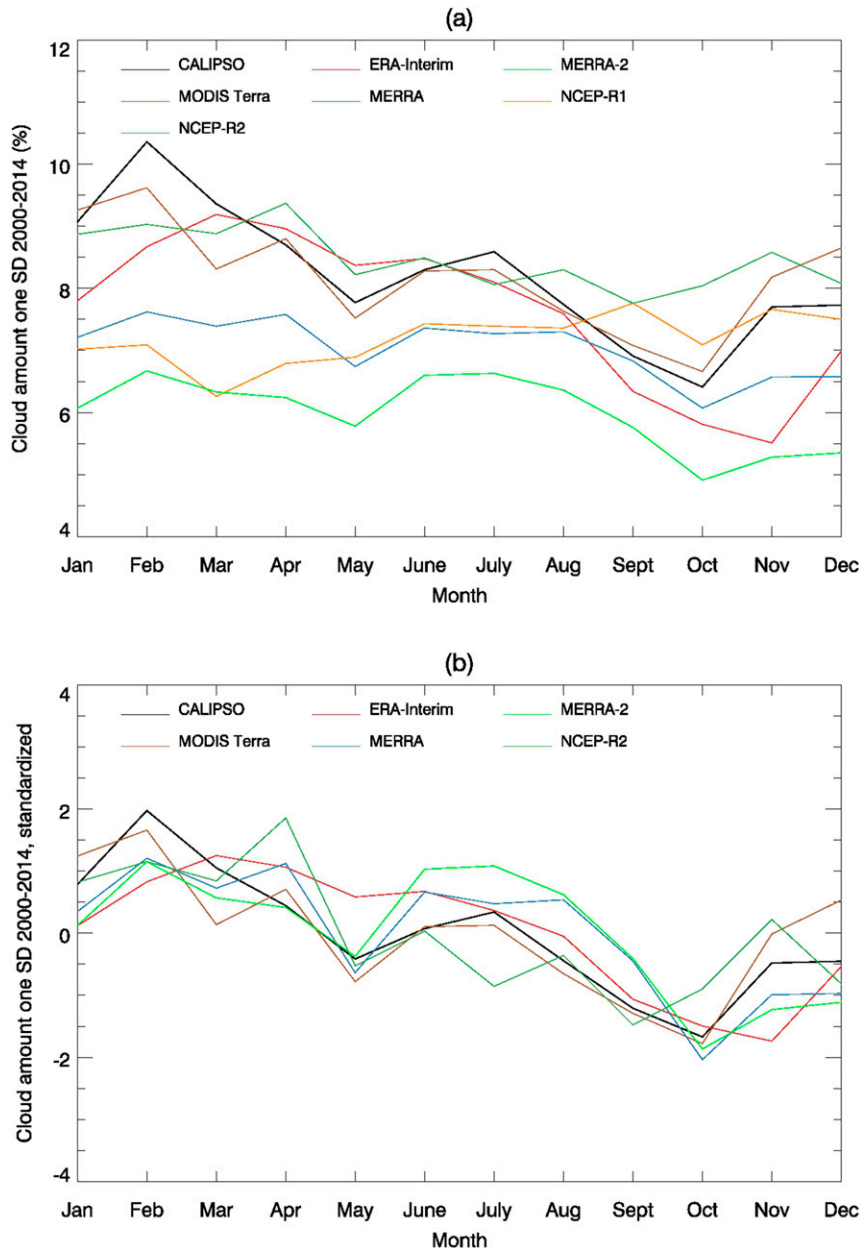 (a)
Cloud amount one SD 2000-2014 (%)
12
10
8
6
4
CALIPSO
ERA-Interim
MERRA-2
MODIS Terra
MERRA
NCEP-R1
NCEP-R2
Jan Feb Mar Apr May June July Aug Sept Oct Nov Dec
Month
(b)
Cloud amount one SD 2000-2014, standardized
4
2
0
-2
-4
CALIPSO
ERA-Interim
MERRA-2
MODIS Terra
MERRA
NCEP-R2
Jan Feb Mar Apr May June July Aug Sept Oct Nov Dec
Month